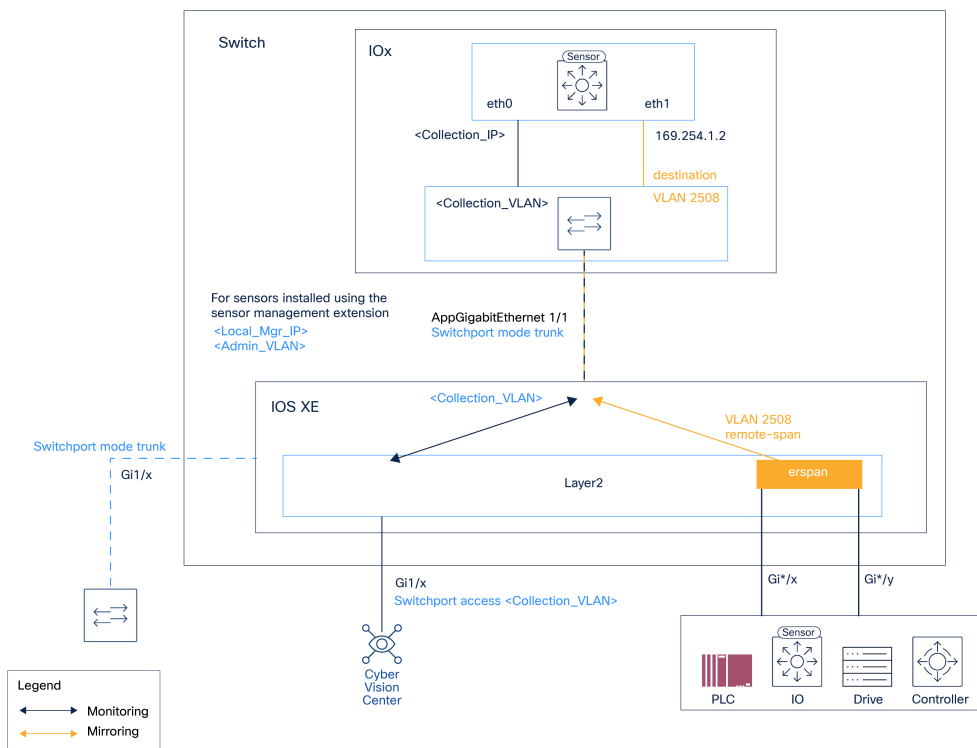 Switch
IOx
Sensor
eth0
eth1
<Collection_IP>
169.254.1.2
destination
<Collection_VLAN>
VLAN 2508
For sensors installed using the
sensor management extension
<Local_Mgr_IP>
<Admin_VLAN>
AppGigabitEthernet 1/1
Switchport mode trunk
IOS XE
<Collection_VLAN>
VLAN 2508
remote-span
Switchport mode trunk
Gi1/x
Layer2
erspan
Gi1/x
Switchport access <Collection_VLAN>
Gi*/x
Gi*/y
Cyber
Vision
Center
Sensor
PLC
IO
Drive
Controller
Legend
Monitoring
Mirroring